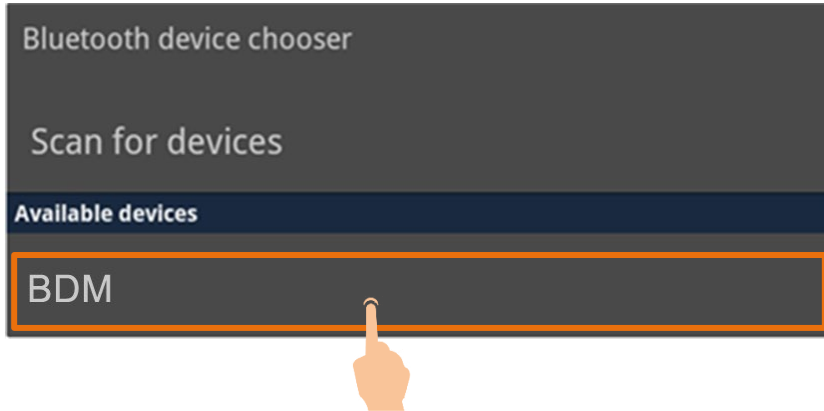 Bluetooth device chooser
Scan for devices
Available devices
BDM